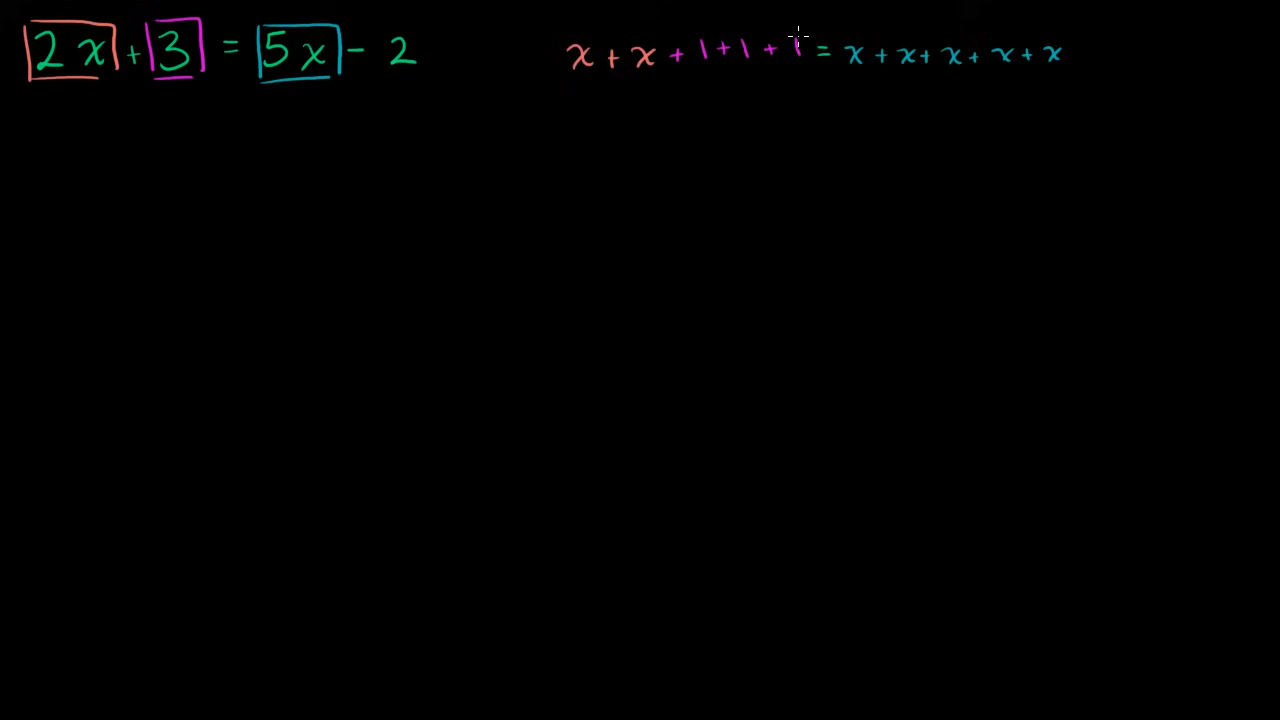 2x + 3 = 5x - 2
x + x + 1 + 1 + 1 = x + x + x + x + x